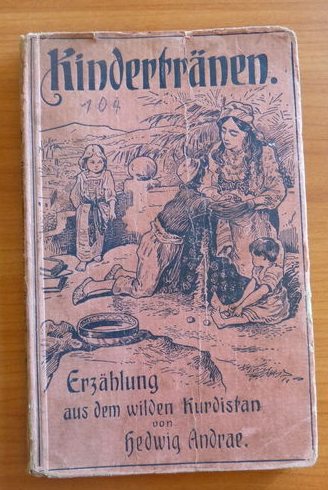 Kindertränen.
104
Erzählung
aus dem wilden Kurdistan
von
Hedwig Andrae.